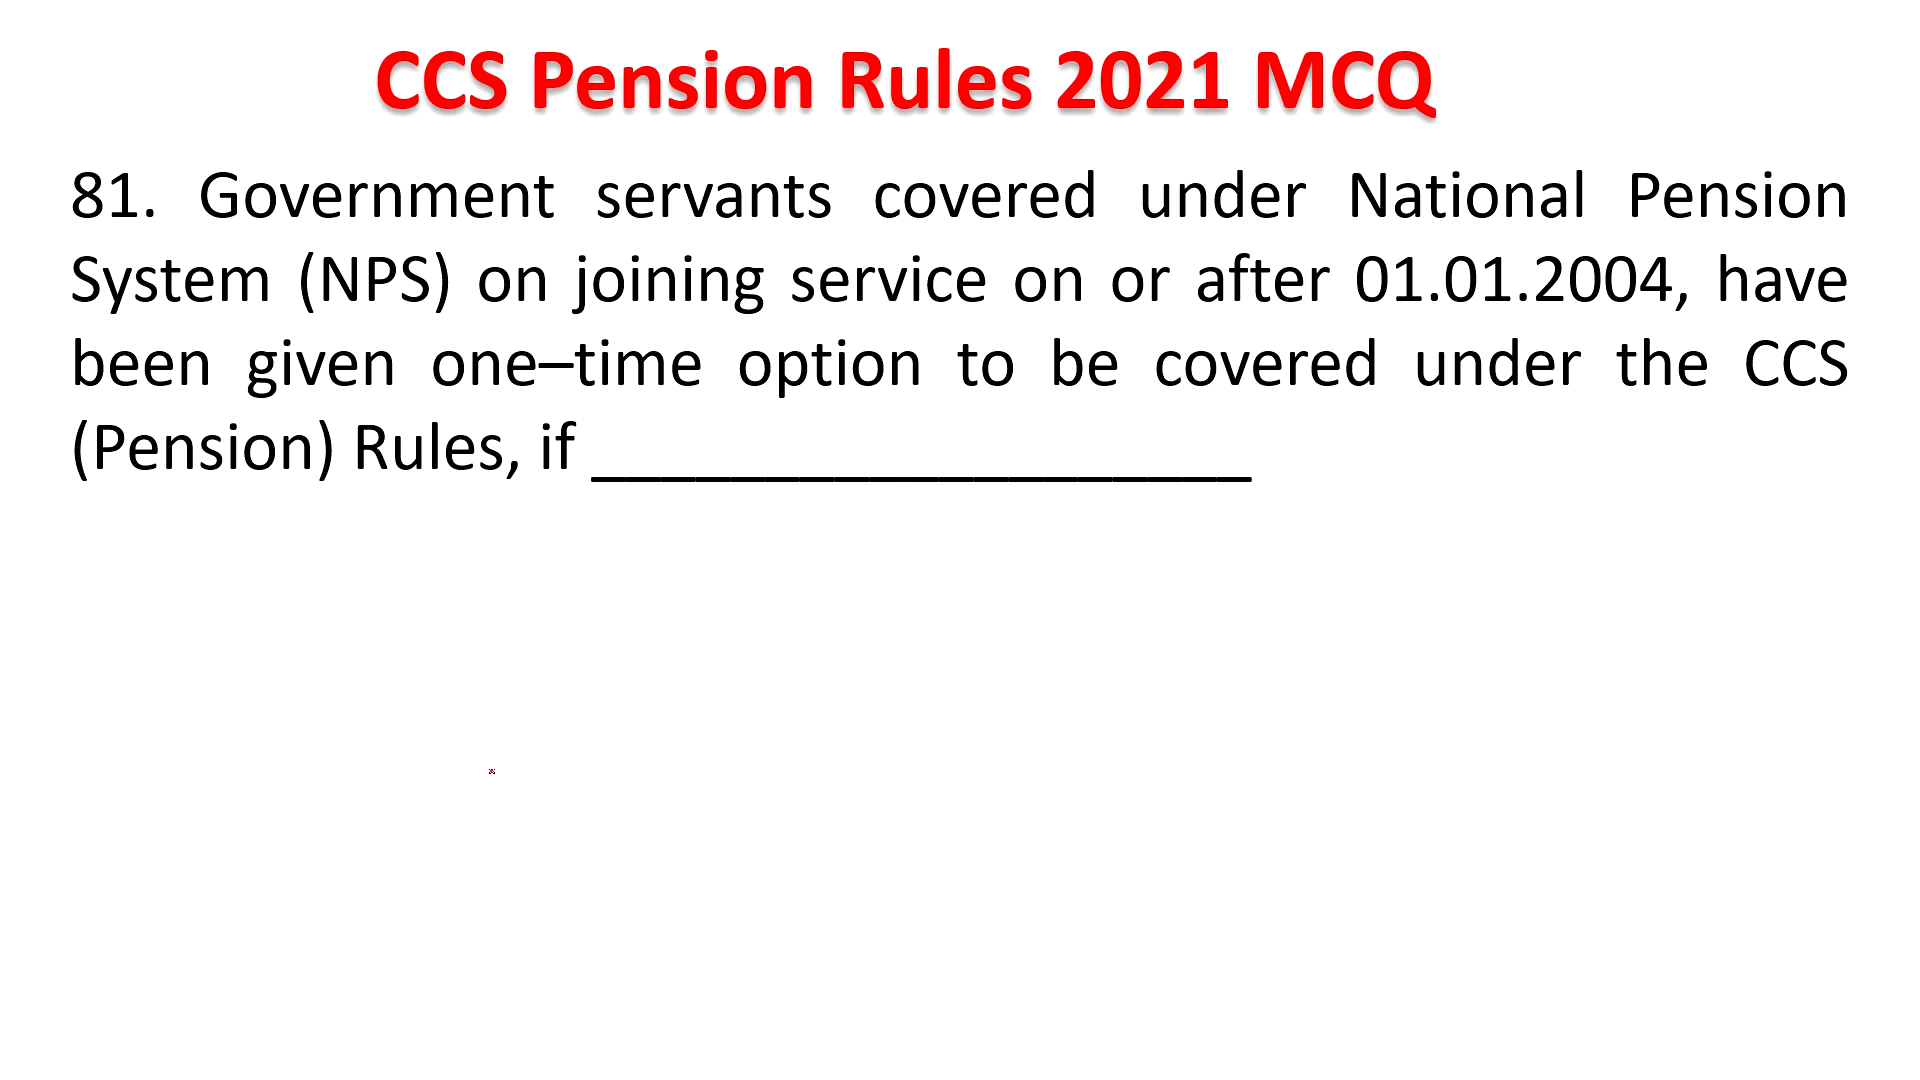 CCS Pension Rules 2021 MCQ
81. Government servants covered under National Pension
System (NPS) on joining service on or after 01.01.2004, have
been given one–time option to be covered under the CCS
(Pension) Rules, if ___________________